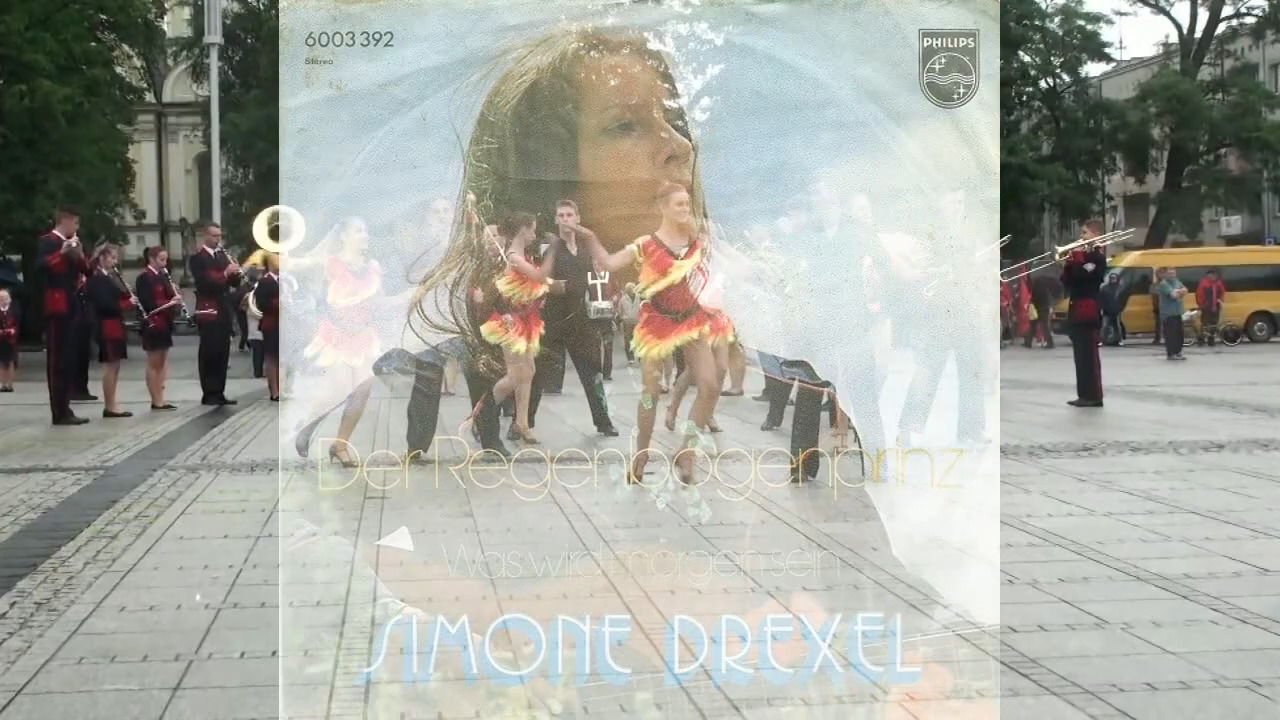 6003 392
Stereo
PHILIPS
Der Regenbogenprinz
Was wird morgen sein
SIMONE DREXEL